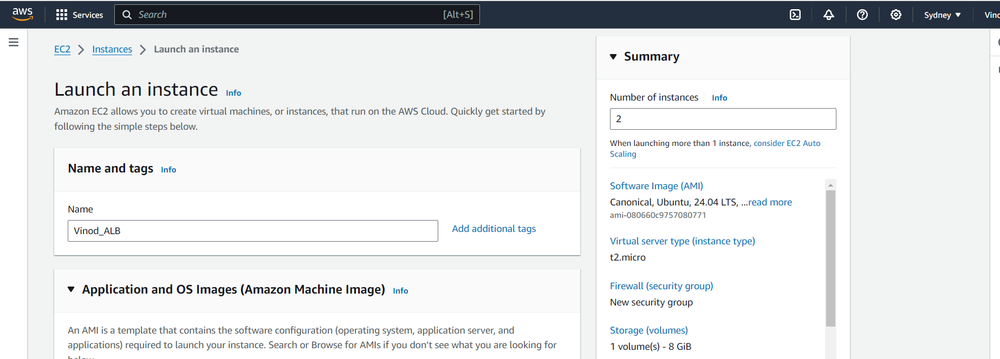 aws
Services
Search [Alt+S]
Sydney
EC2 Instances Launch an instance
Launch an instance Info
Amazon EC2 allows you to create virtual machines, or instances, that run on the AWS Cloud. Quickly get started by
following the simple steps below.
Name and tags Info
Name
Vinod_ALB
Add additional tags
Application and OS Images (Amazon Machine Image) Info
An AMI is a template that contains the software configuration (operating system, application server, and
applications) required to launch your instance. Search or Browse for AMIs if you don’t see what you are looking for
Summary
Number of instances Info
2
When launching more than 1 instance, consider EC2 Auto
Scaling
Software Image (AMI)
Canonical, Ubuntu, 24.04 LTS, ...read more
ami-080660c9757080771
Virtual server type (instance type)
t2.micro
Firewall (security group)
New security group
Storage (volumes)
1 volume(s) - 8 GiB